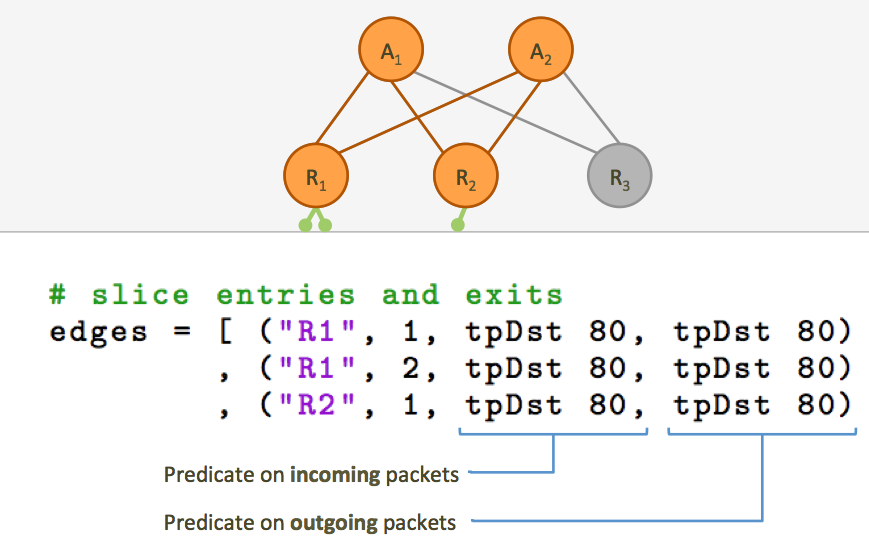 A1 A2
R1 R2 R3
# slice entries and exits
edges = [ ("R1", 1, tpDst 80, tpDst 80)
, ("R1", 2, tpDst 80, tpDst 80)
, ("R2", 1, tpDst 80, tpDst 80)
Predicate on incoming packets
Predicate on outgoing packets